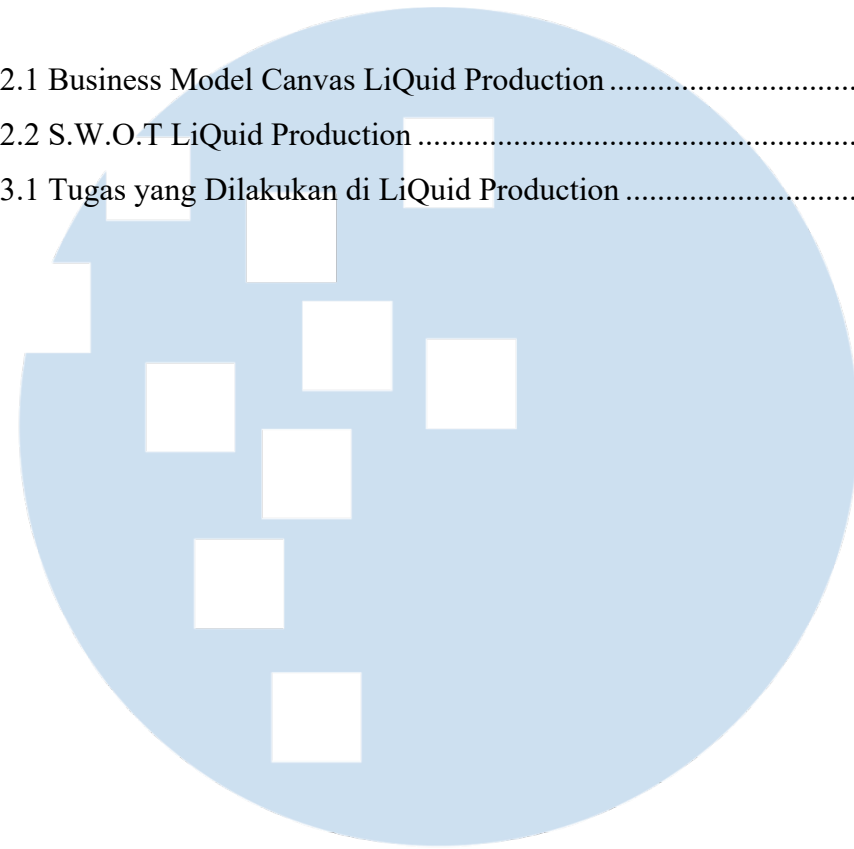 2.1 Business Model Canvas LiQuid Production ..............................
2.2 S.W.O.T LiQuid Production ......................................................
3.1 Tugas yang Dilakukan di LiQuid Production ............................